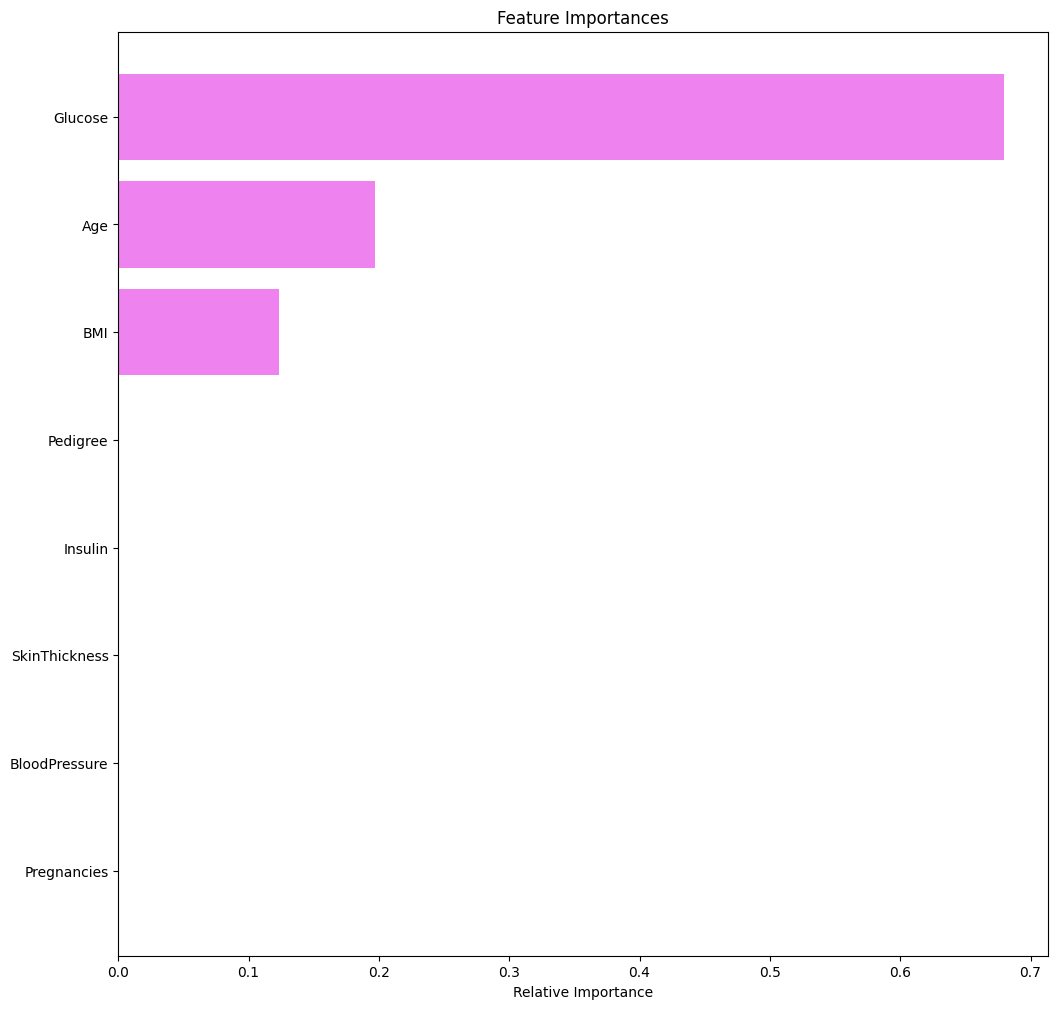 Feature Importances
Glucose
Age
BMI
Pedigree
Insulin
SkinThickness
BloodPressure
Pregnancies
0.0 0.1 0.2 0.3 0.4 0.5 0.6 0.7
Relative Importance